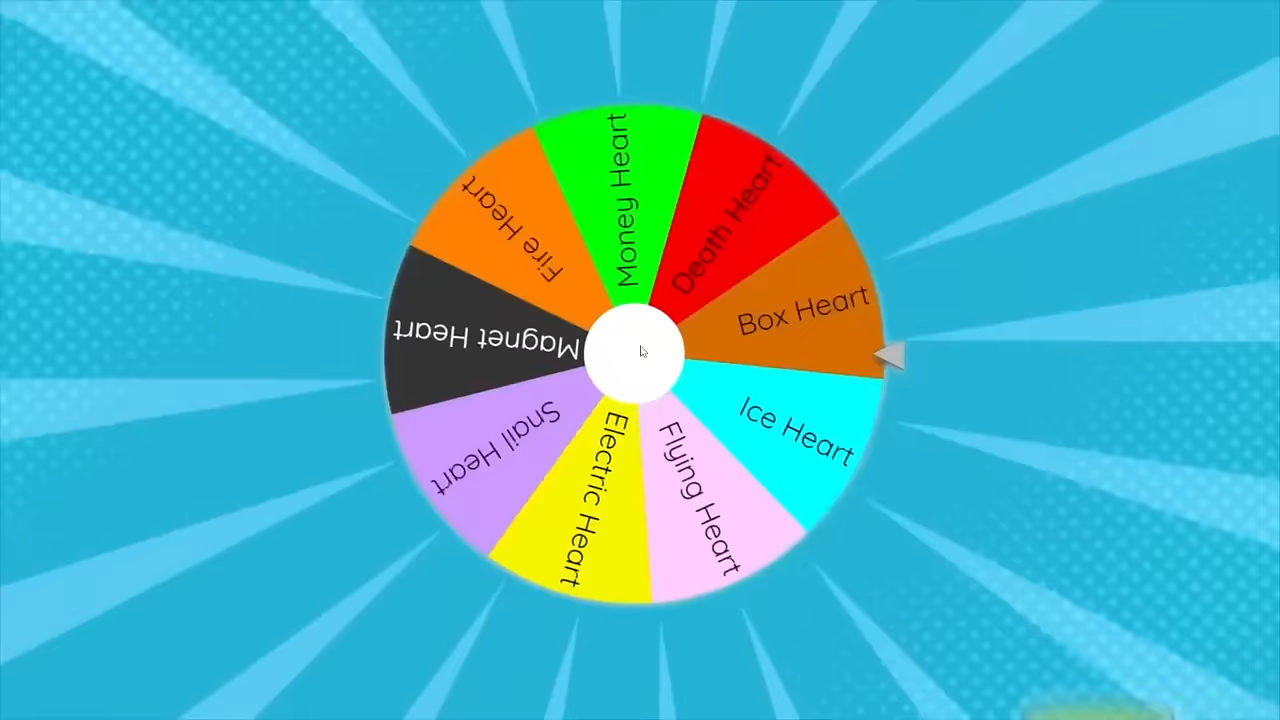 Money Heart
Death Heart
Box Heart
Ice Heart
Flying Heart
Electric Heart
Snail Heart
Magnet Heart
Fire Heart